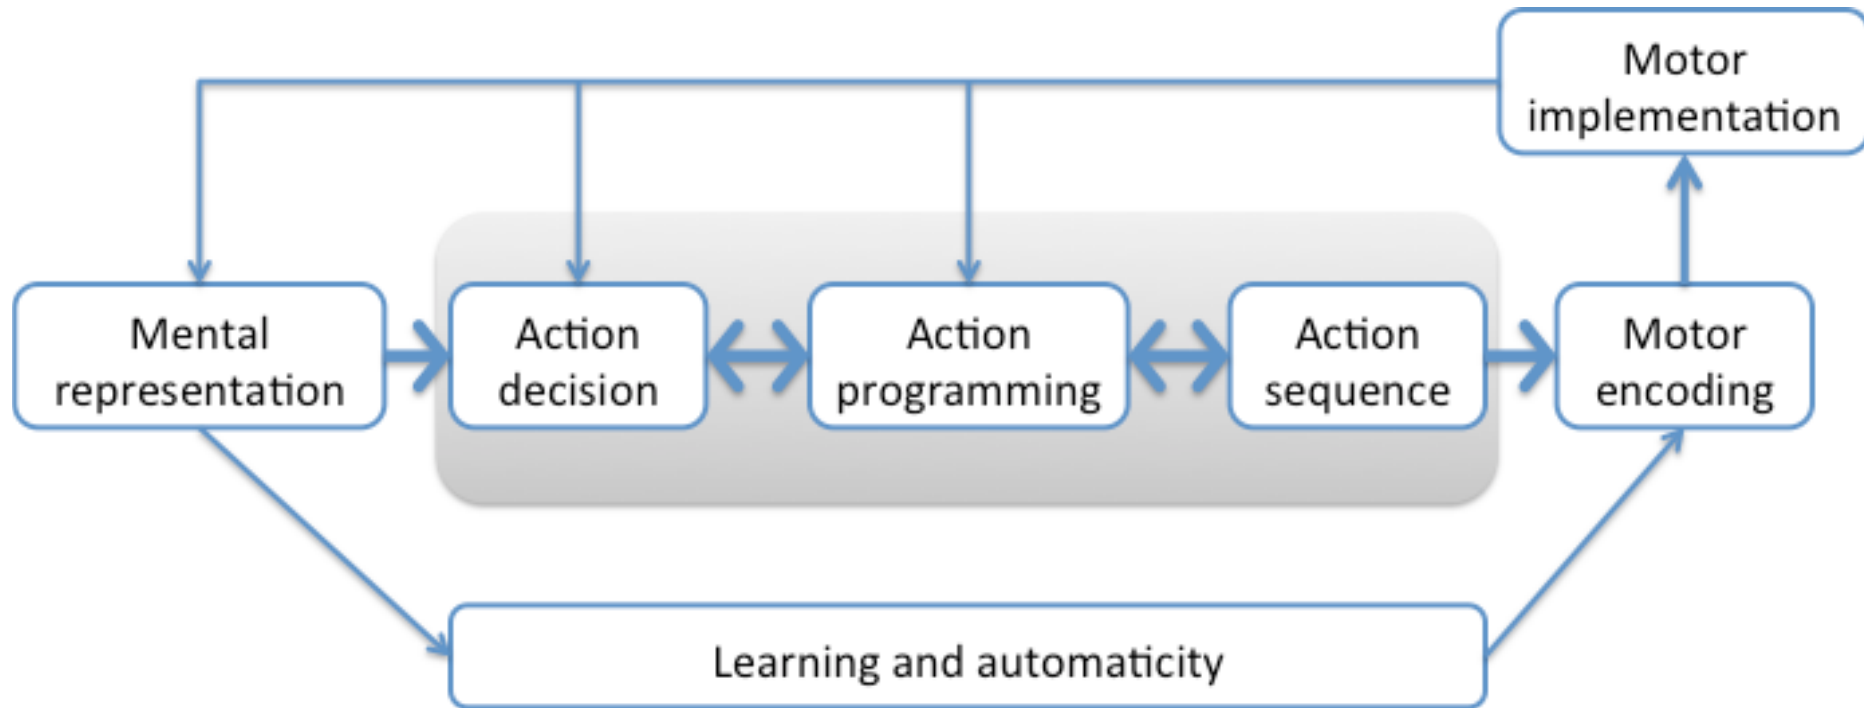 Motor
implementation
Mental
representation
Action
decision
Action
programming
Action
sequence
Motor
encoding
Learning and automaticity